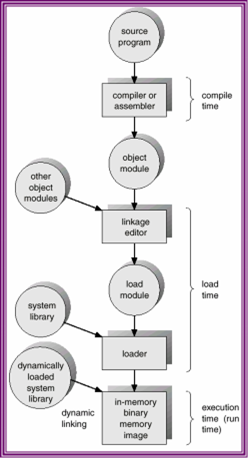 source
program
compiler or
assembler
compile
time
object
module
other
object
modules
linkage
editor
load
module
load
time
system
library
loader
dynamically
loaded
system
library
dynamic
linking
in-memory
binary
memory
image
execution
time (run
time)